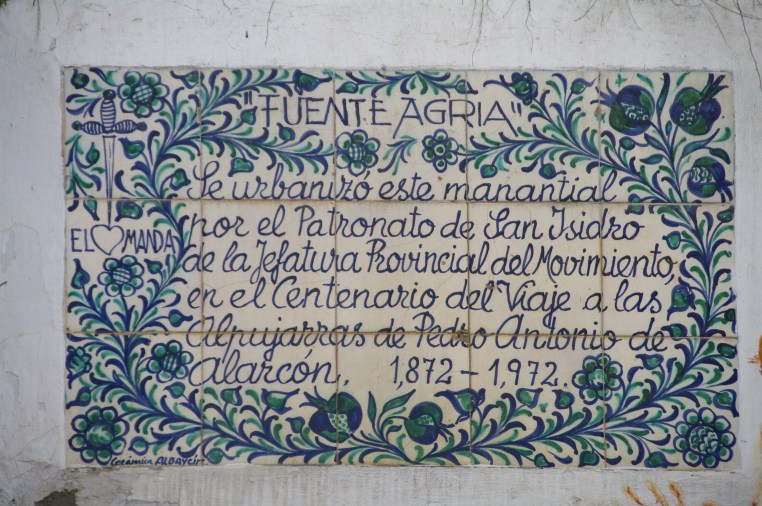 "FUENTE AGRIA"
Se urbanizó este manantial
por el Patronato de San Isidro
EL MANDA
de la Jefatura Provincial del Movimiento,
en el Centenario del Viaje a las
Alpujarras de Pedro Antonio de
Alarcón. 1,872-1,972.
Cerámica